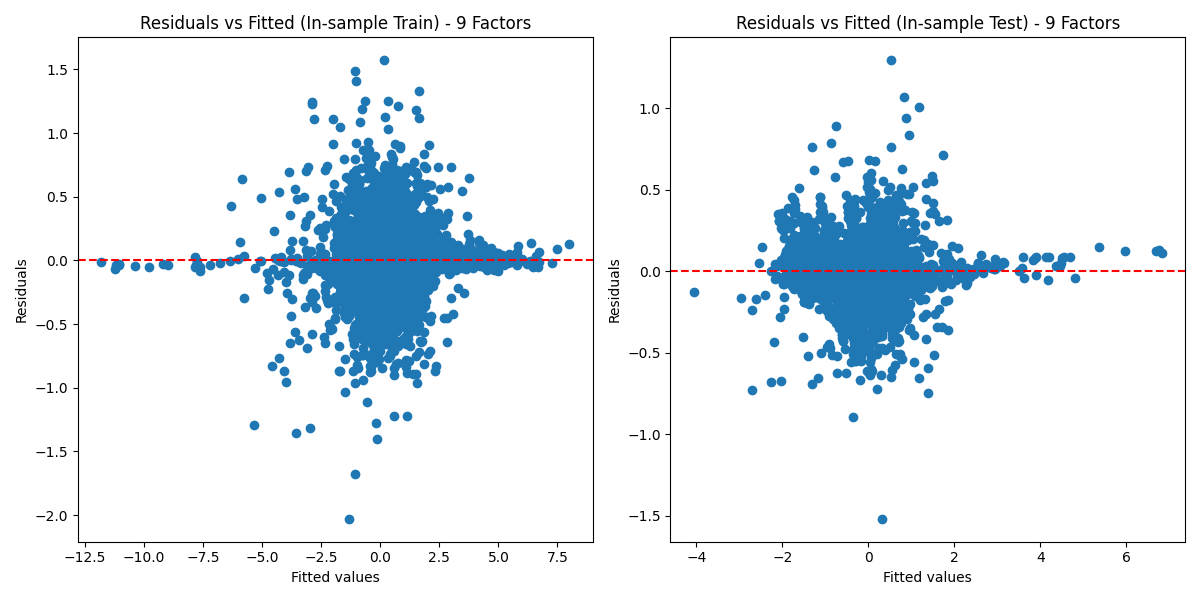 Residuals vs Fitted (In-sample Train) - 9 Factors
Residuals
1.5
1.0
0.5
0.0
−0.5
−1.0
−1.5
−2.0
−12.5 −10.0 −7.5 −5.0 −2.5 0.0 2.5 5.0 7.5
Fitted values
Residuals vs Fitted (In-sample Test) - 9 Factors
Residuals
1.0
0.5
0.0
−0.5
−1.0
−1.5
−4 −2 0 2 4 6
Fitted values